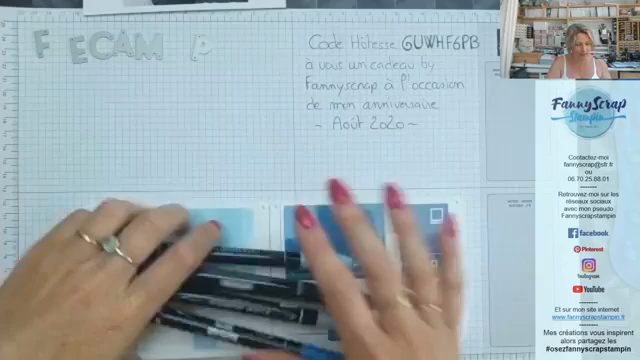 F ECAM P
Code Hôtesse GUWHF6PB
à vous un cadeau by
Fannyscrap à l'occasion
de mon anniversaire
~ Août 2020 ~
FannyScrap
Stampin
Contactez-moi
fannyscrap@sfr.fr
ou
06.70.25.88.01
--------
Retrouvez-moi sur les
réseaux sociaux
avec mon pseudo
Fannyscrapstampin
facebook
Pinterest
Instagram
YouTube
--------
Et sur mon site internet
www.fannyscrapstampin.fr
--------
Mes créations vous inspirent
alors partagez les
#osezfannyscrapstampin